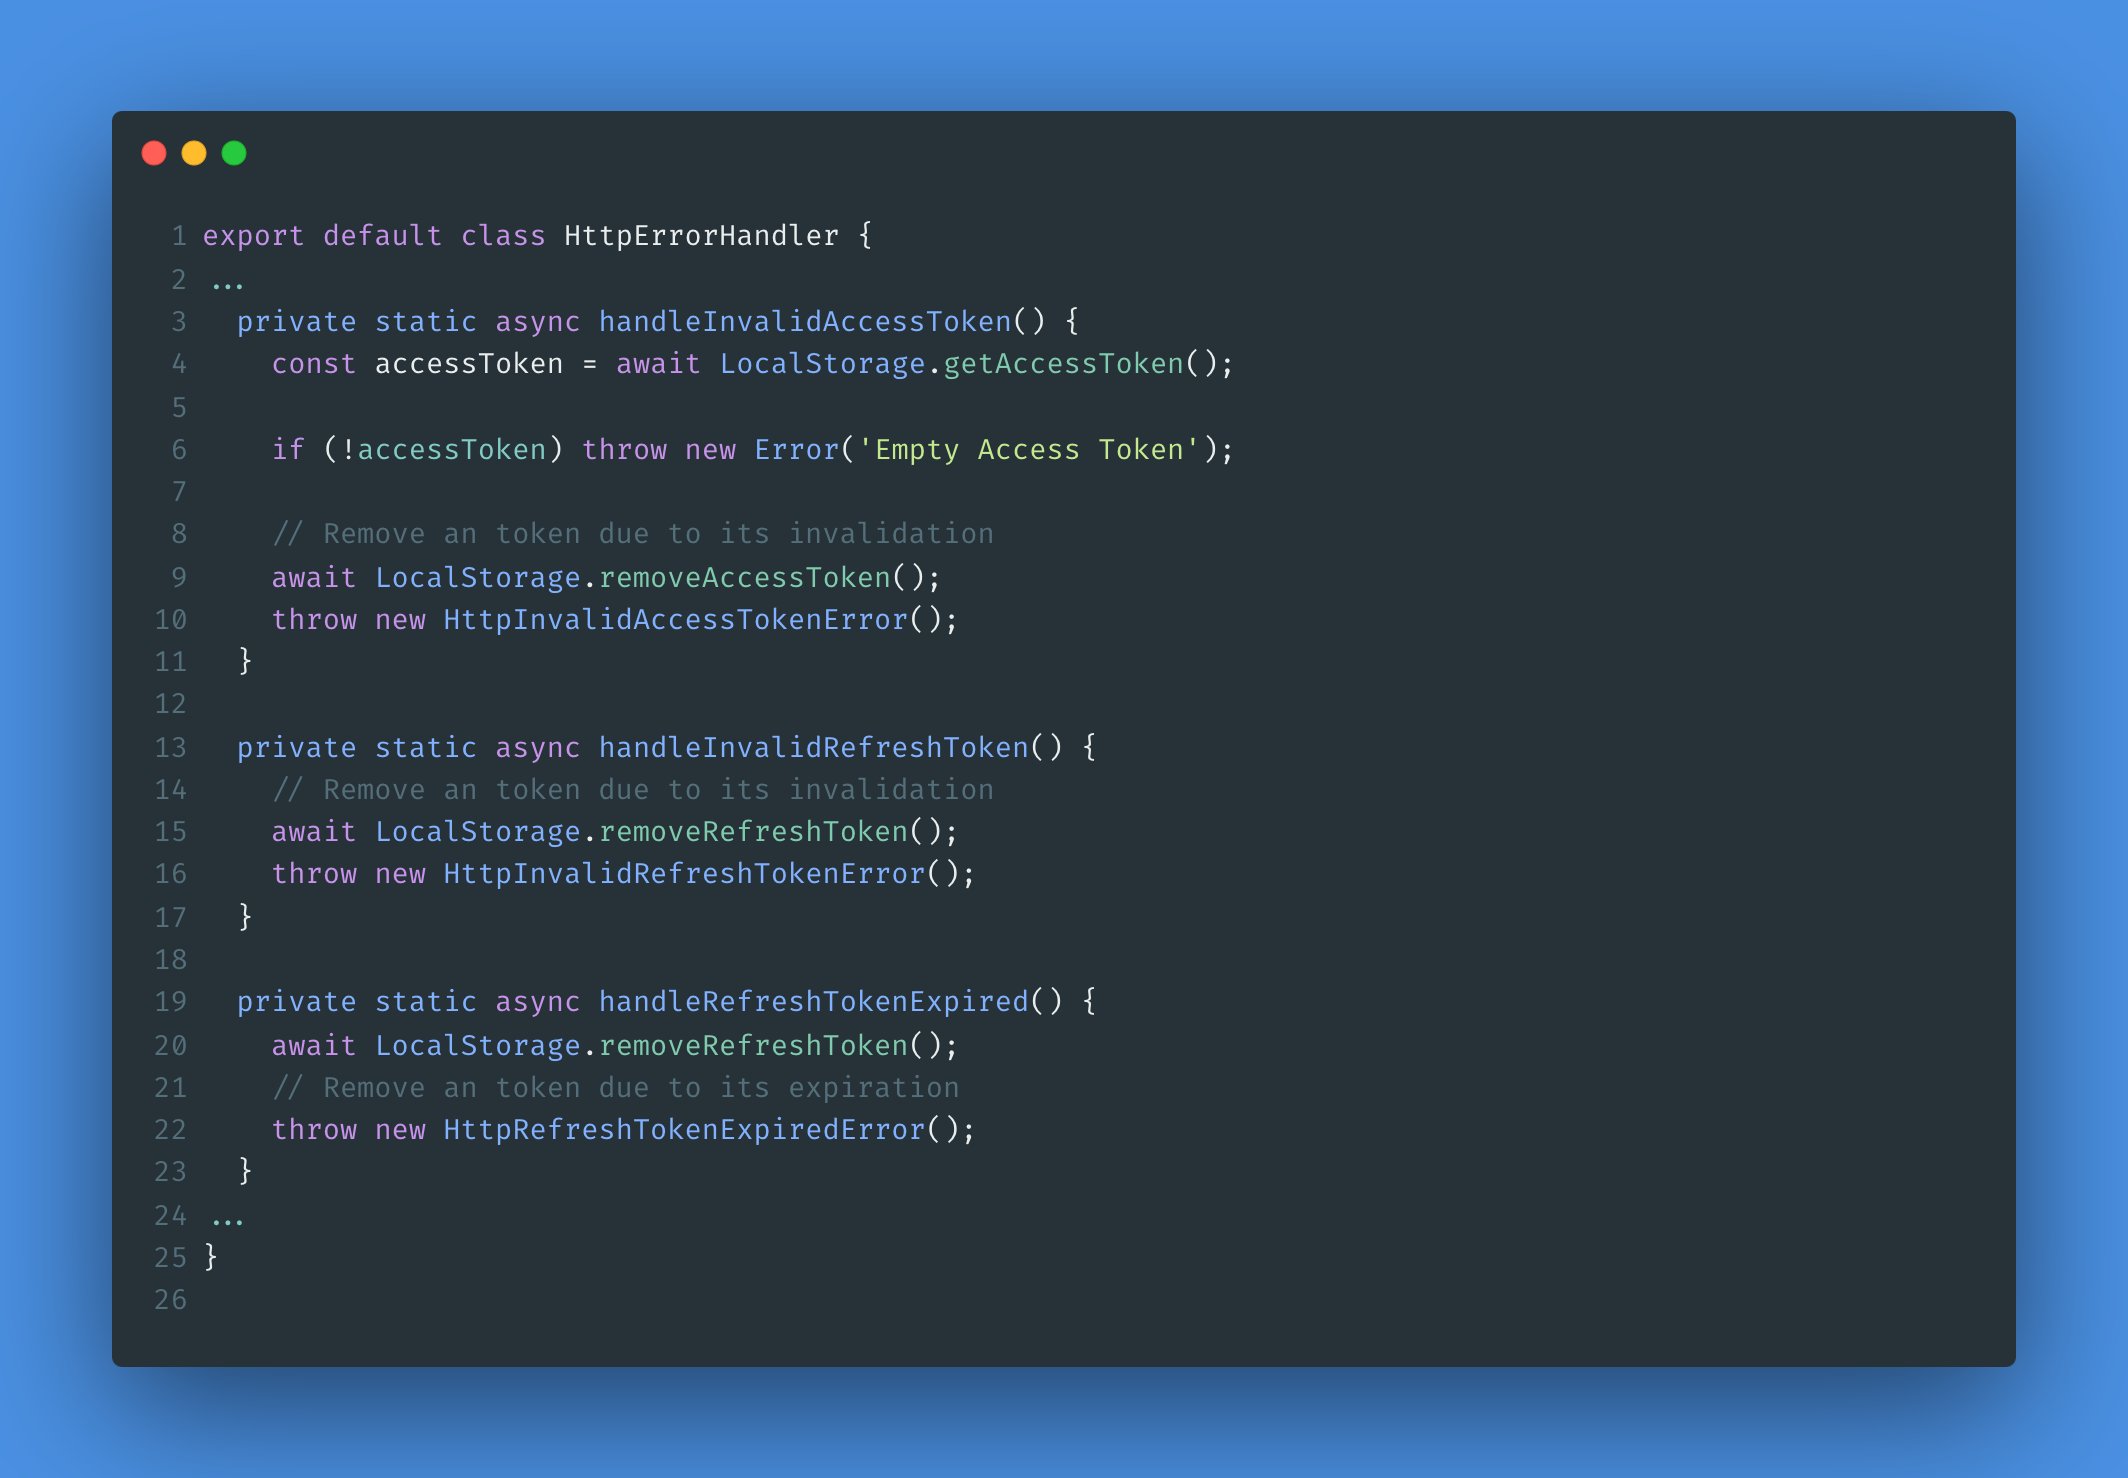 1 export default class HttpErrorHandler {
2 ...
3   private static async handleInvalidAccessToken() {
4     const accessToken = await LocalStorage.getAccessToken();
5
6     if (!accessToken) throw new Error('Empty Access Token');
7
8     // Remove an token due to its invalidation
9     await LocalStorage.removeAccessToken();
10     throw new HttpInvalidAccessTokenError();
11   }
12
13   private static async handleInvalidRefreshToken() {
14     // Remove an token due to its invalidation
15     await LocalStorage.removeRefreshToken();
16     throw new HttpInvalidRefreshTokenError();
17   }
18
19   private static async handleRefreshTokenExpired() {
20     await LocalStorage.removeRefreshToken();
21     // Remove an token due to its expiration
22     throw new HttpRefreshTokenExpiredError();
23   }
24 ...
25 }
26